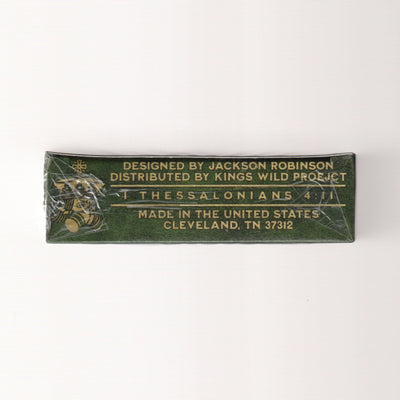 DESIGNED BY JACKSON ROBINSON
DISTRIBUTED BY KINGS WILD PROEJCT
1 THESSALONIANS 4:11
MADE IN THE UNITED STATES
CLEVELAND, TN 37312